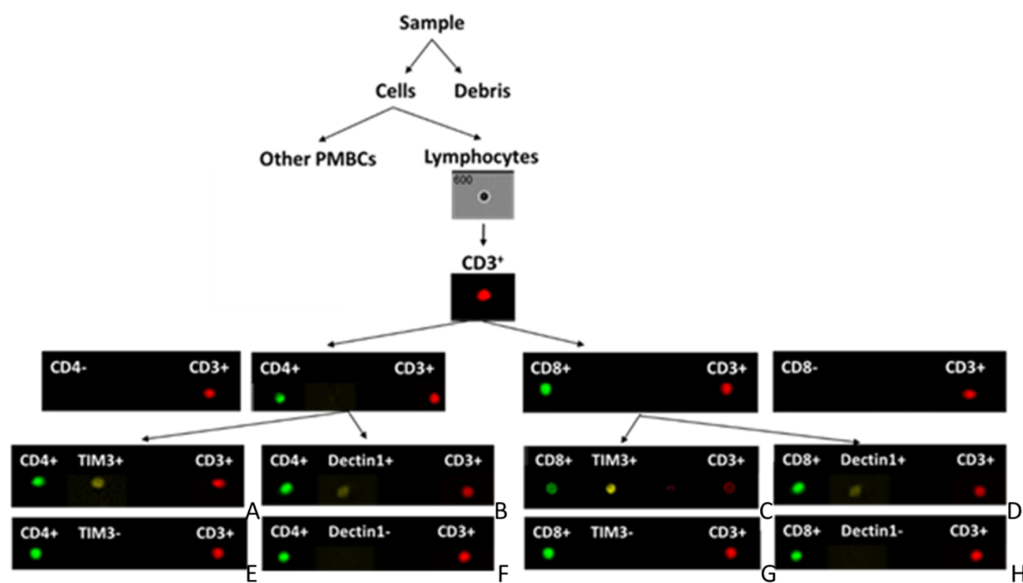 Sample
Cells Debris
Other PMBCs Lymphocytes
600
CD3⁺
CD4- CD3+ CD4+ CD3+ CD8+ CD3+ CD8- CD3+
CD4+ TIM3+ CD3+ CD4+ Dectin1+ CD3+ CD8+ TIM3+ CD3+ CD8+ Dectin1+ CD3+
A B C D
CD4+ TIM3- CD3+ CD4+ Dectin1- CD3+ CD8+ TIM3- CD3+ CD8+ Dectin1- CD3+
E F G H